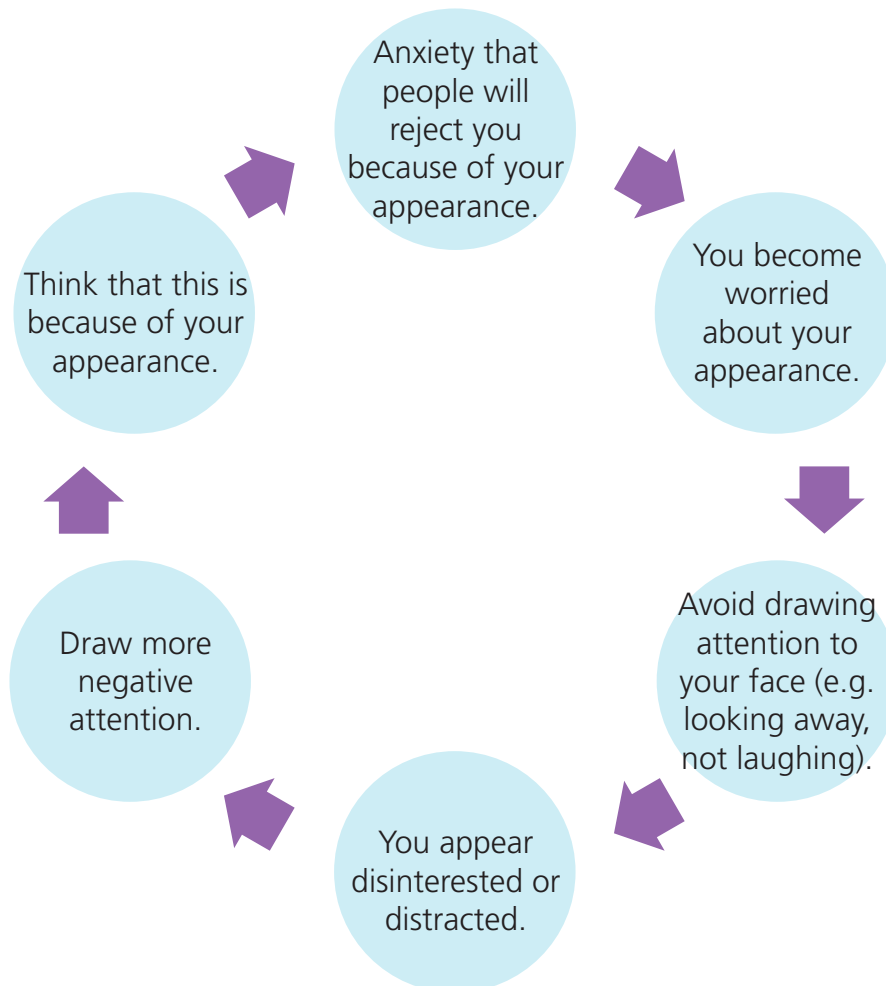 Anxiety that
people will
reject you
because of your
appearance.
You become
worried
about your
appearance.
Avoid drawing
attention to
your face (e.g.
looking away,
not laughing).
You appear
disinterested or
distracted.
Draw more
negative
attention.
Think that this is
because of your
appearance.